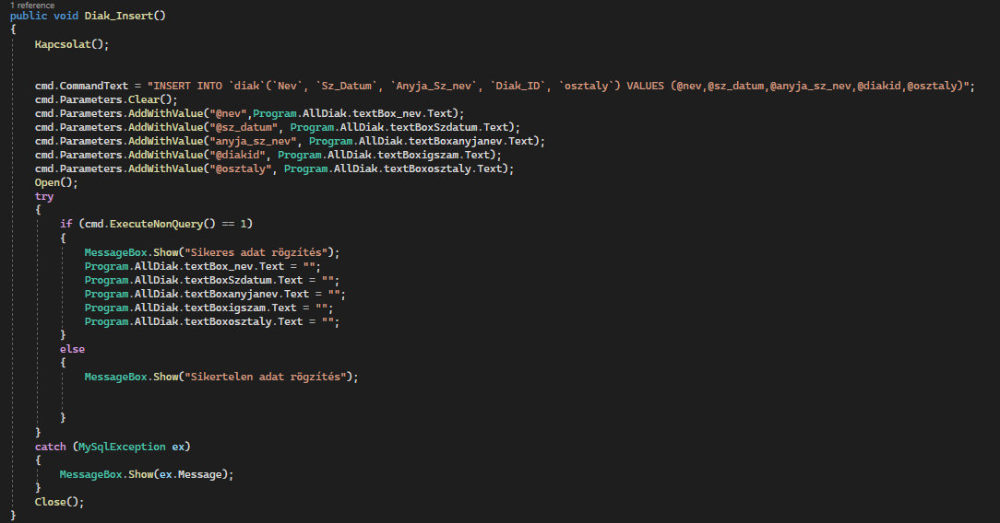 1 reference
public void Diak_Insert()
{
Kapcsolat();
cmd.CommandText = "INSERT INTO `diak`(`Nev`, `Sz_Datum`, `Anyja_Sz_nev`, `Diak_ID`, `osztaly`) VALUES (@nev,@sz_datum,@anyja_sz_nev,@diakid,@osztaly)";
cmd.Parameters.Clear();
cmd.Parameters.AddWithValue("@nev",Program.AllDiak.textBox_nev.Text);
cmd.Parameters.AddWithValue("@sz_datum", Program.AllDiak.textBoxSzdatum.Text);
cmd.Parameters.AddWithValue("anyja_sz_nev", Program.AllDiak.textBoxanyjanev.Text);
cmd.Parameters.AddWithValue("@diakid", Program.AllDiak.textBoxigszam.Text);
cmd.Parameters.AddWithValue("@osztaly", Program.AllDiak.textBoxosztaly.Text);
Open();
try
{
if (cmd.ExecuteNonQuery() == 1)
{
MessageBox.Show("Sikeres adat rögzítés");
Program.AllDiak.textBox_nev.Text = "";
Program.AllDiak.textBoxSzdatum.Text = "";
Program.AllDiak.textBoxanyjanev.Text = "";
Program.AllDiak.textBoxigszam.Text = "";
Program.AllDiak.textBoxosztaly.Text = "";
}
else
{
MessageBox.Show("Sikertelen adat rögzítés");
}
}
catch (MySqlException ex)
{
MessageBox.Show(ex.Message);
}
Close();
}